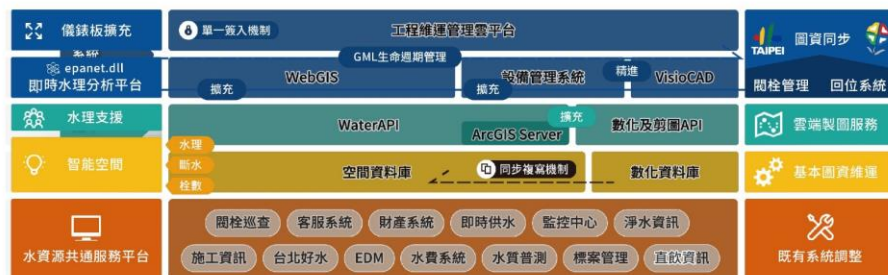 儀錶板擴充
單一簽入機制
工程維運管理雲平台
TAIPEI
圖資同步
系統
GML生命週期管理
epanet.dll
即時水理分析平台
擴充
WebGIS
擴充
設備管理系統
精進
VisioCAD
閥栓管理
回位系統
水理支援
WaterAPI
ArcGIS Server
擴充
數化及剪圖API
雲端製圖服務
智能空間
水理
斷水
栓數
空間資料庫
同步複寫機制
數化資料庫
基本圖資維運
水資源共通服務平台
閥栓巡查
客服系統
財產系統
即時供水
監控中心
淨水資訊
施工資訊
台北好水
EDM
水費系統
水質普測
標案管理
直飲資訊
既有系統調整